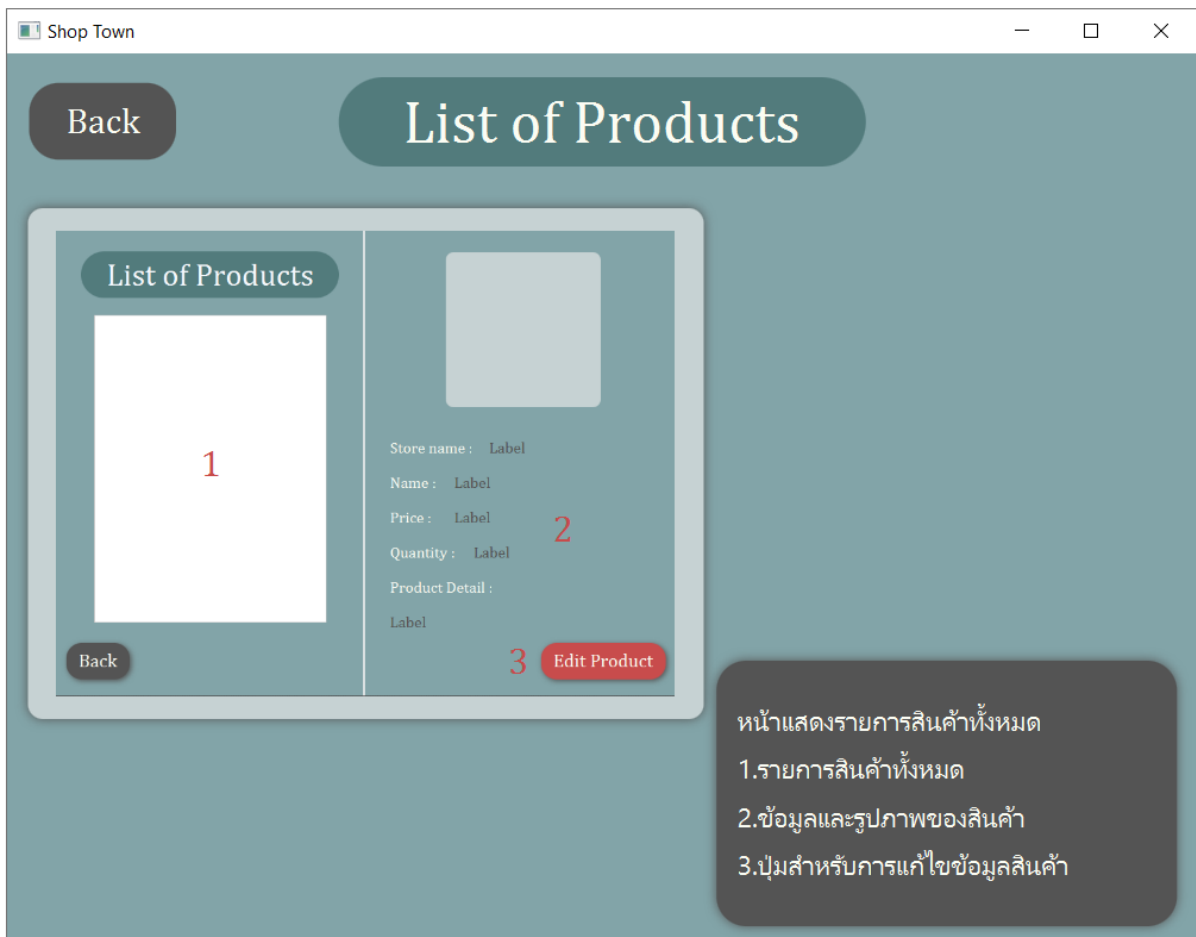 Shop Town
Back
List of Products
List of Products
1
Store name : Label
Name : Label
Price : Label
2
Quantity : Label
Product Detail :
Label
Back
3 Edit Product
หน้าแสดงรายการสินค้าทั้งหมด
1.รายการสินค้าทั้งหมด
2.ข้อมูลและรูปภาพของสินค้า
3.ปุ่มสำหรับการแก้ไขข้อมูลสินค้า